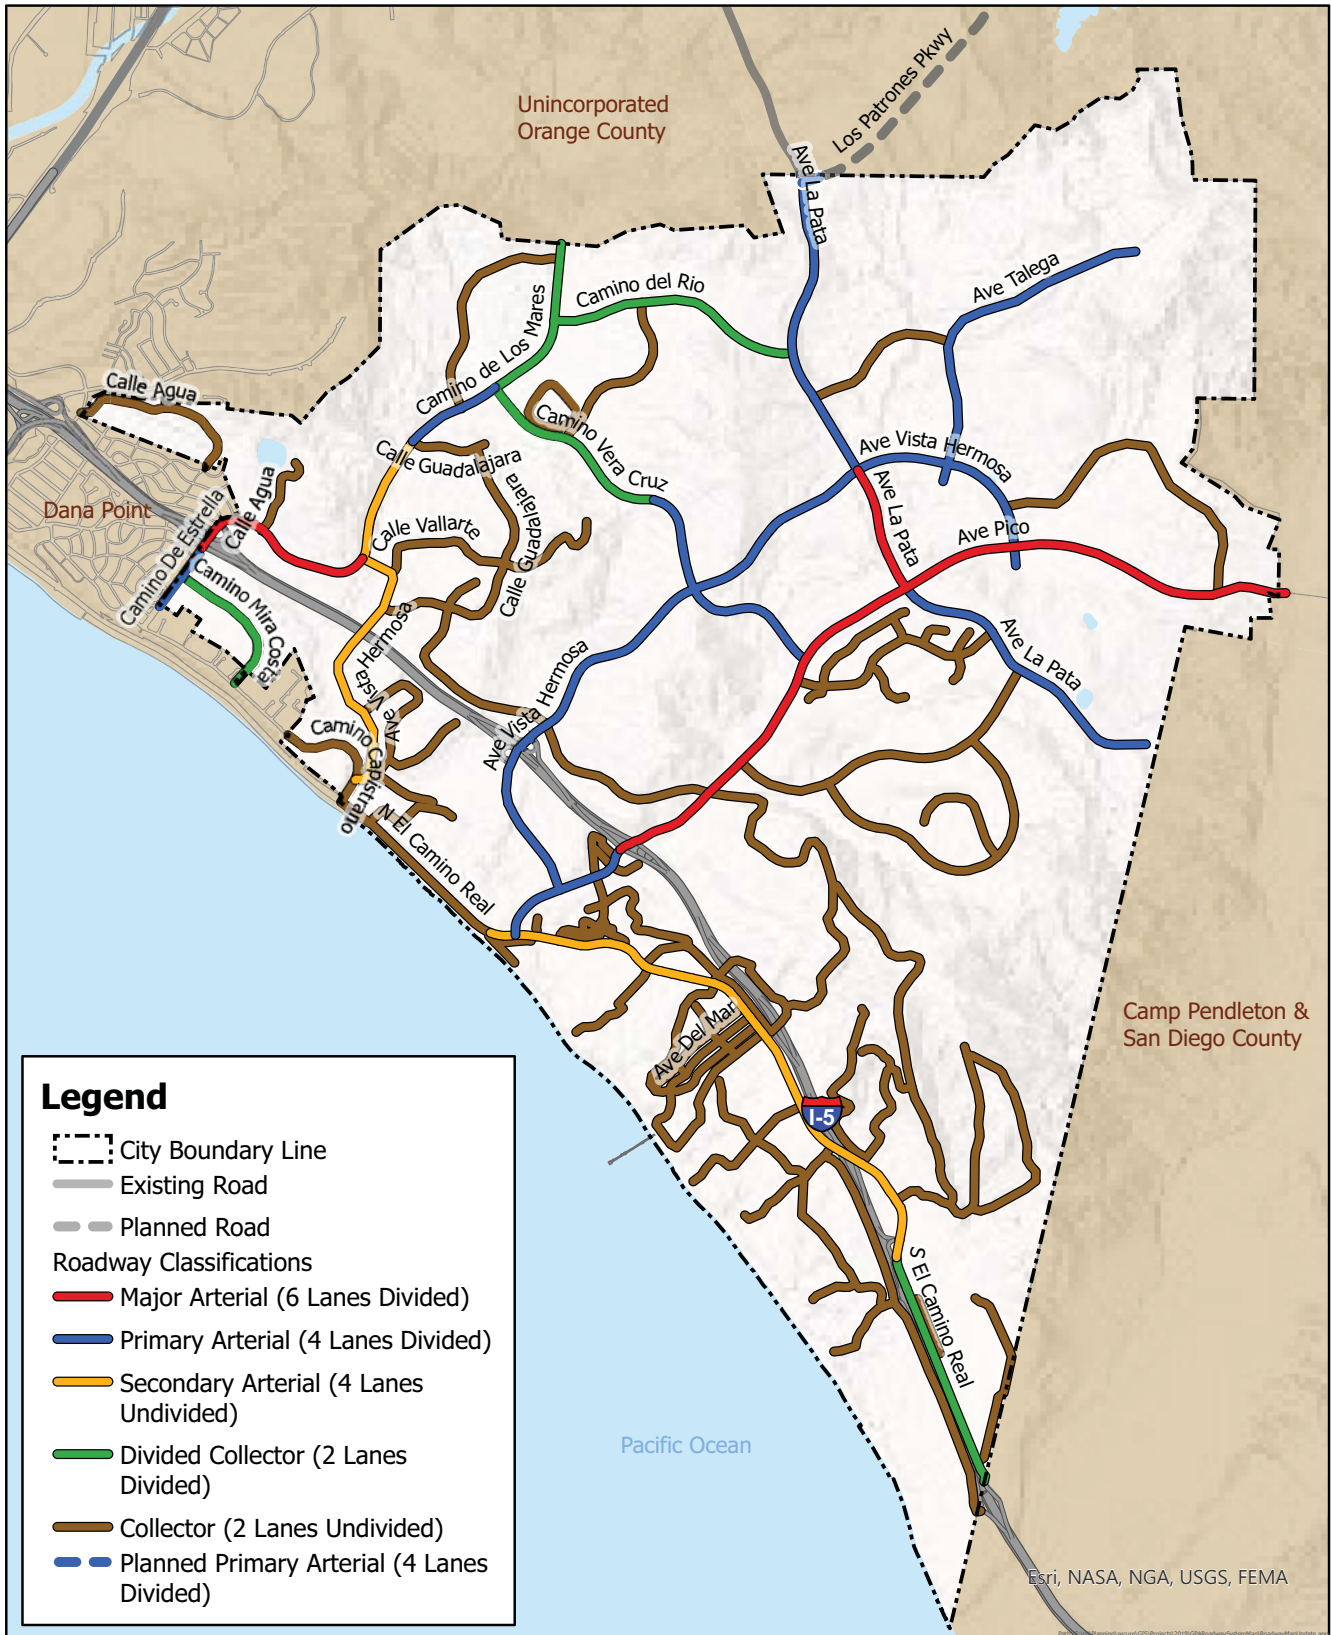 Los Patrones Pkwy
Unincorporated
Orange County
Ave La Pata
Ave Talega
Camino del Rio
Camino de Los Mares
Calle Agua
Camino Vera Cruz
Ave Vista Hermosa
Calle Guadalajara
Calle Guadalajara
Ave La Pata
Calle Agua
Dana Point
Camino De Estrella
Calle Vallarte
Ave Pico
Camino Mira Costa
Ave Vista Hermosa
Ave Vista Hermosa
Ave La Pata
Camino Capistrano
N El Camino Real
Ave Del Mar
Camp Pendleton &
San Diego County
I-5
S El Camino Real
Pacific Ocean
Legend
City Boundary Line
Existing Road
Planned Road
Roadway Classifications
Major Arterial (6 Lanes Divided)
Primary Arterial (4 Lanes Divided)
Secondary Arterial (4 Lanes
Undivided)
Divided Collector (2 Lanes
Divided)
Collector (2 Lanes Undivided)
Planned Primary Arterial (4 Lanes
Divided)
Esri, NASA, NGA, USGS, FEMA